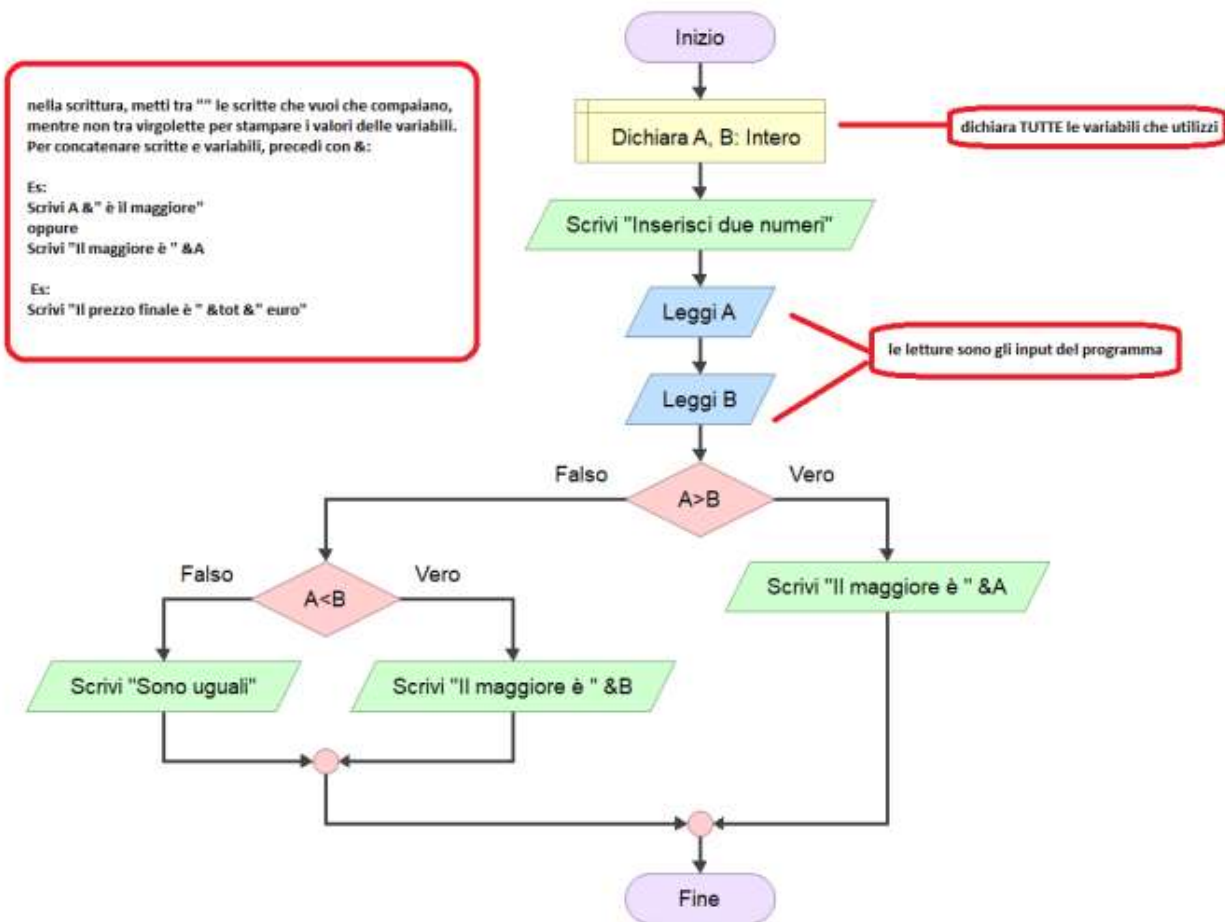 nella scrittura, metti tra "" le scritte che vuoi che compaiano,
mentre non tra virgolette per stampare i valori delle variabili.
Per concatenare scritte e variabili, precedi con &:
Es:
Scrivi A &" è il maggiore"
oppure
Scrivi "Il maggiore è " &A
Es:
Scrivi "Il prezzo finale è " &tot &" euro"
Inizio
Dichiara A, B: Intero
dichiara TUTTE le variabili che utilizzi
Scrivi "Inserisci due numeri"
Leggi A
le letture sono gli input del programma
Leggi B
Falso
A>B
Vero
Falso
A<B
Vero
Scrivi "Il maggiore è " &A
Scrivi "Sono uguali"
Scrivi "Il maggiore è " &B
Fine